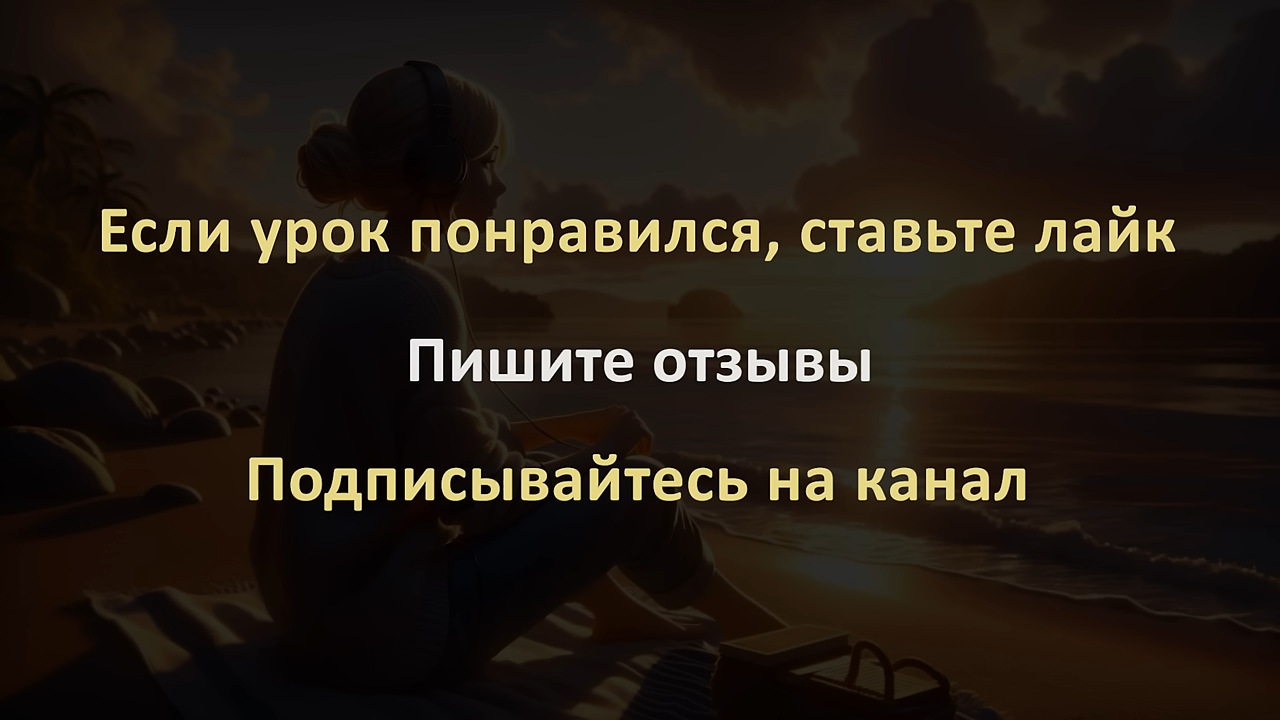 Если урок понравился, ставьте лайк
Пишите отзывы
Подписывайтесь на канал